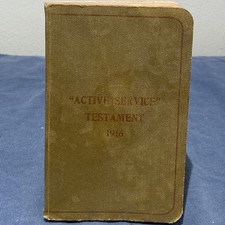 "ACTIVE SERVICE"
TESTAMENT
1916